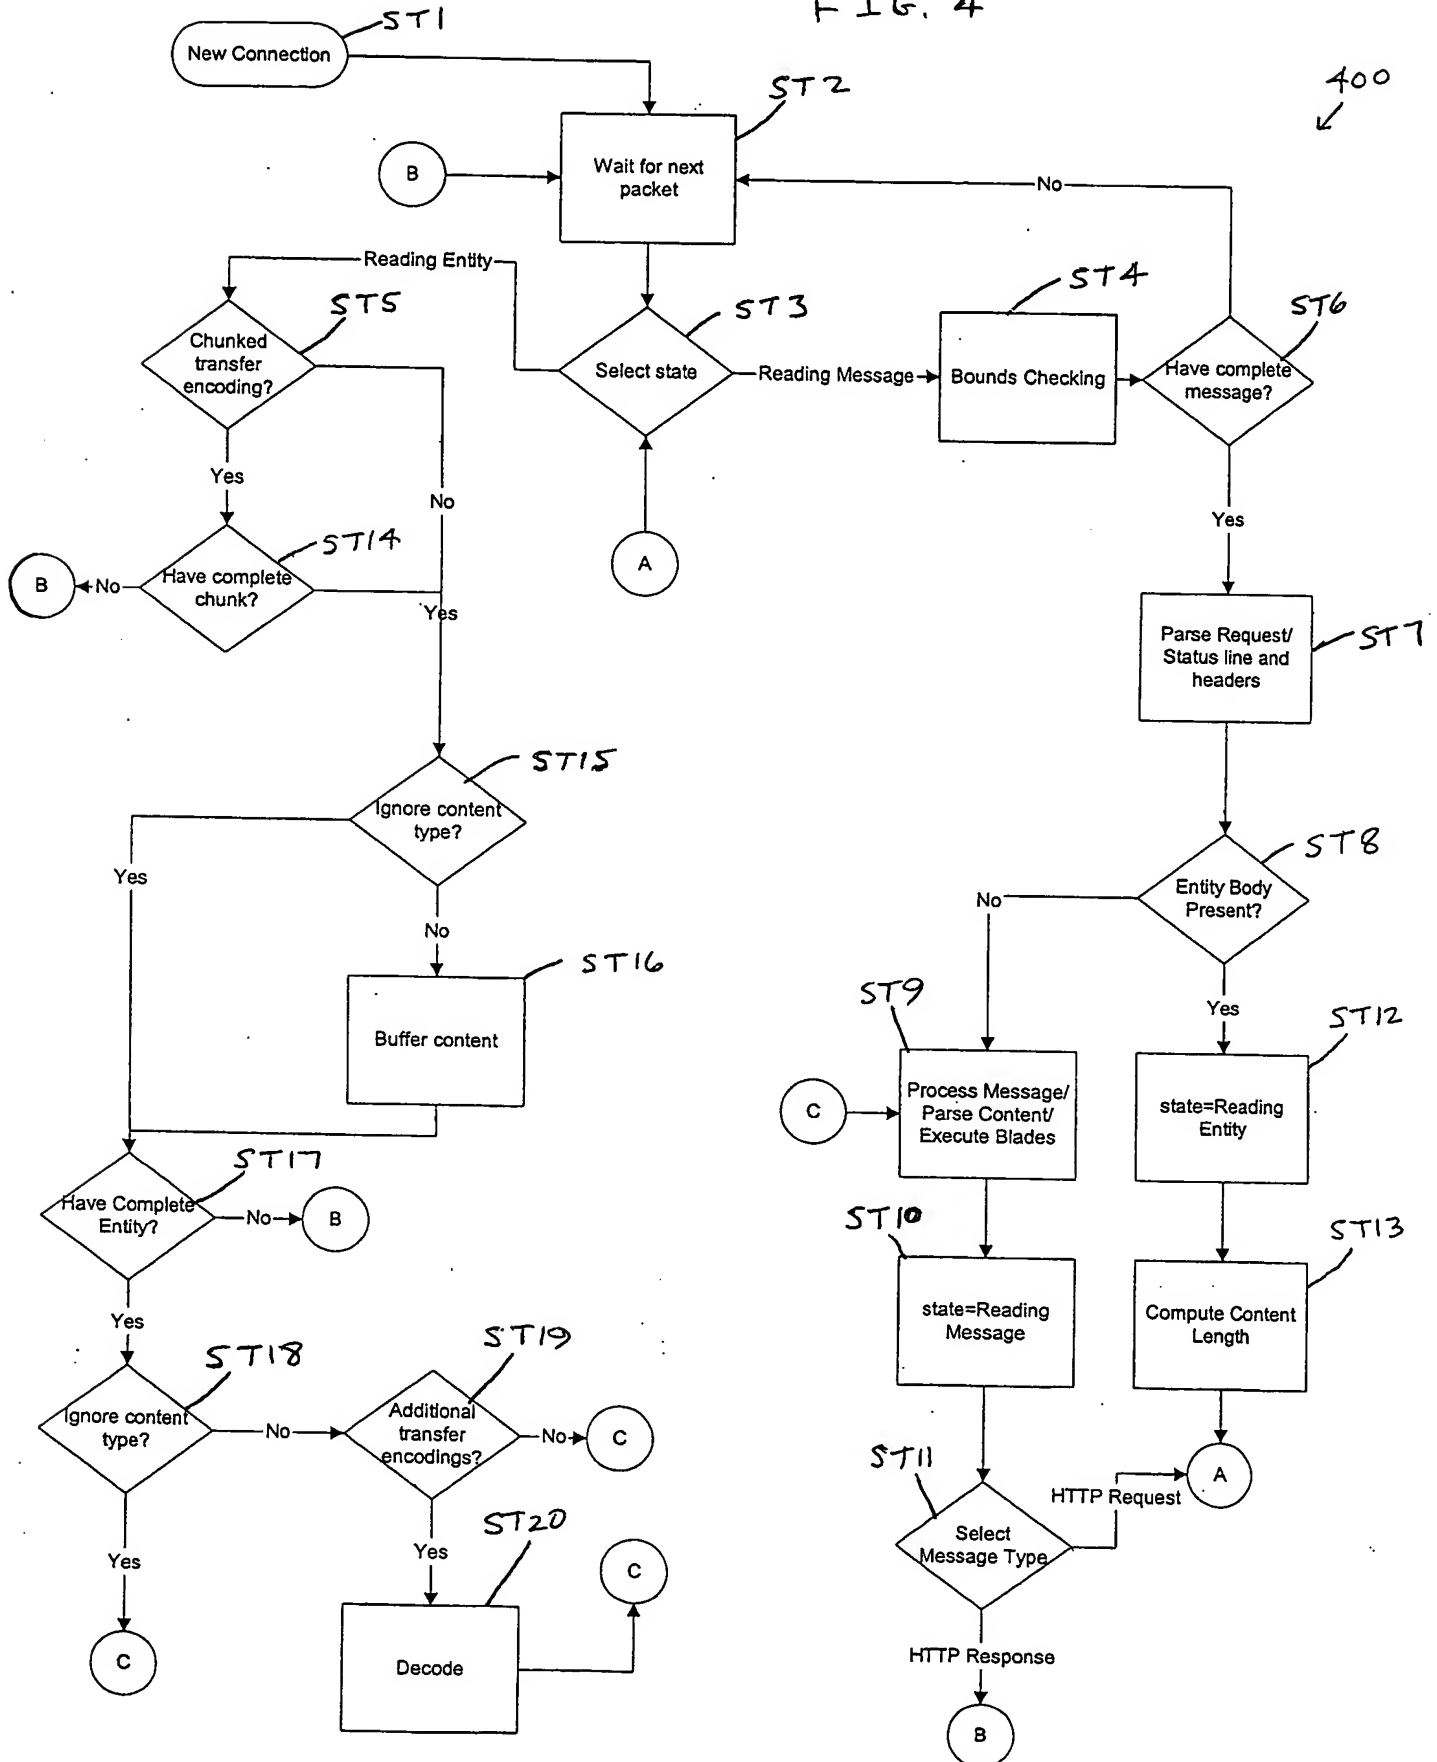 FIG. 4
ST1
New Connection
400
ST2
Wait for next
packet
B
No
Reading Entity
ST5
Chunked
transfer
encoding?
ST3
Select state
Reading Message
ST4
Bounds Checking
ST6
Have complete
message?
Yes
No
A
Yes
ST14
Have complete
chunk?
No
B
Yes
Parse Request/
Status line and
headers
ST7
ST15
Ignore content
type?
Yes
No
ST8
Entity Body
Present?
No
Yes
ST16
Buffer content
ST9
Process Message/
Parse Content/
Execute Blades
C
ST12
state=Reading
Entity
ST17
Have Complete
Entity?
No
B
Yes
ST10
state=Reading
Message
ST13
Compute Content
Length
ST18
Ignore content
type?
No
Yes
C
ST19
Additional
transfer
encodings?
No
C
Yes
ST20
Decode
C
ST11
Select
Message Type
HTTP Request
A
HTTP Response
B